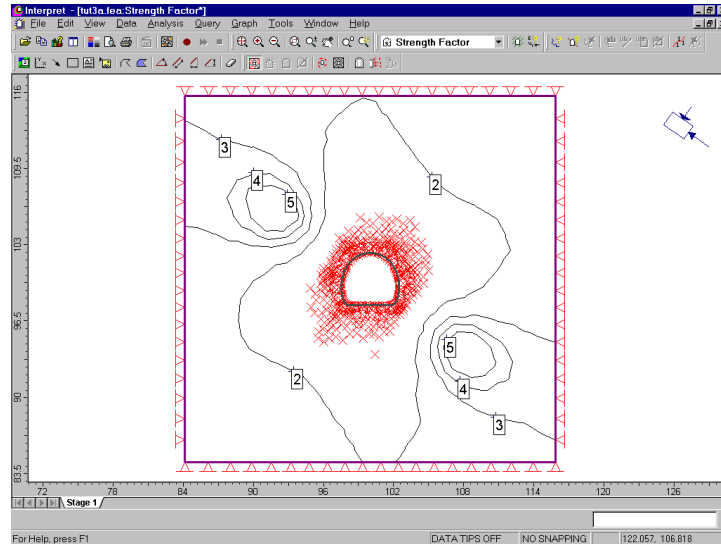 Interpret - [tut3a.fea:Strength Factor*]
File Edit View Data Analysis Query Graph Tools Window Help
Strength Factor
116
109.5
103
96.5
90
83.5
3
4
5
2
5
4
2
3
72 78 84 90 96 102 108 114 120 126
Stage 1
For Help, press F1 DATA TIPS OFF NO SNAPPING 122.057, 106.818